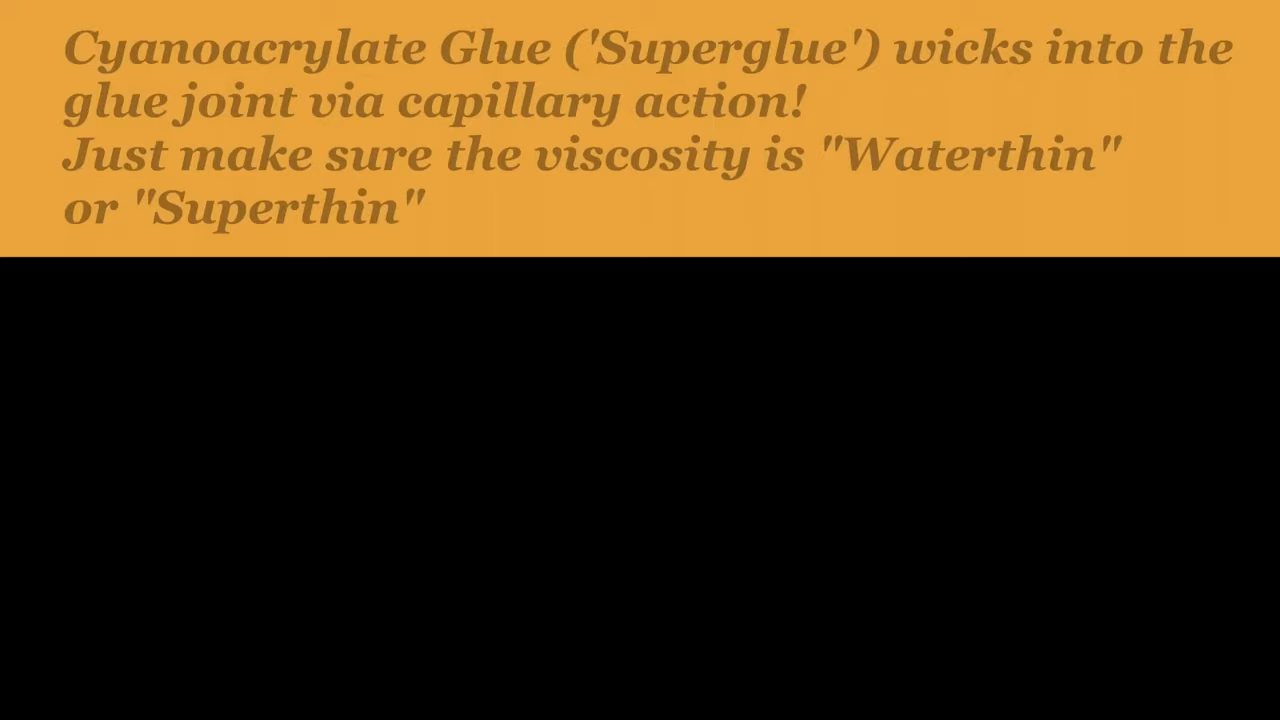 Cyanoacrylate Glue ('Superglue') wicks into the
glue joint via capillary action!
Just make sure the viscosity is "Waterthin"
or "Superthin"